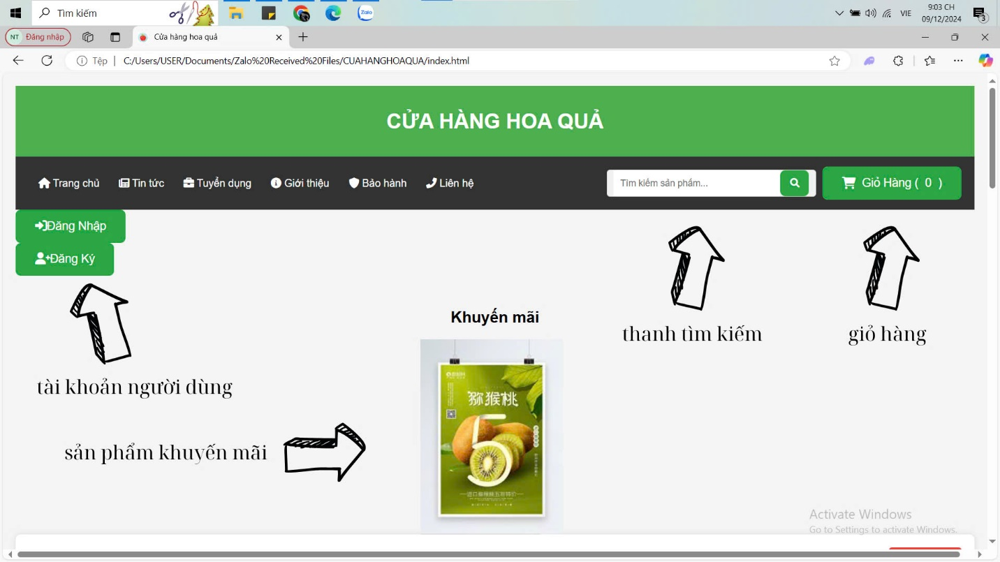 Tìm kiếm
Zalo
VIE
9:03 CH
09/12/2024
3
NT Đăng nhập
Cửa hàng hoa quả
Tệp
C:/Users/USER/Documents/Zalo%20Received%20Files/CUAHANGHOAQUA/index.html
CỬA HÀNG HOA QUẢ
Trang chủ Tin tức Tuyển dụng Giới thiệu Bảo hành Liên hệ
Tìm kiếm sản phẩm...
Giỏ Hàng ( 0 )
Đăng Nhập
Đăng Ký
Khuyến mãi
thanh tìm kiếm
giỏ hàng
猕猴桃
5
tài khoản người dùng
sản phẩm khuyến mãi
Activate Windows
Go to Settings to activate Windows.